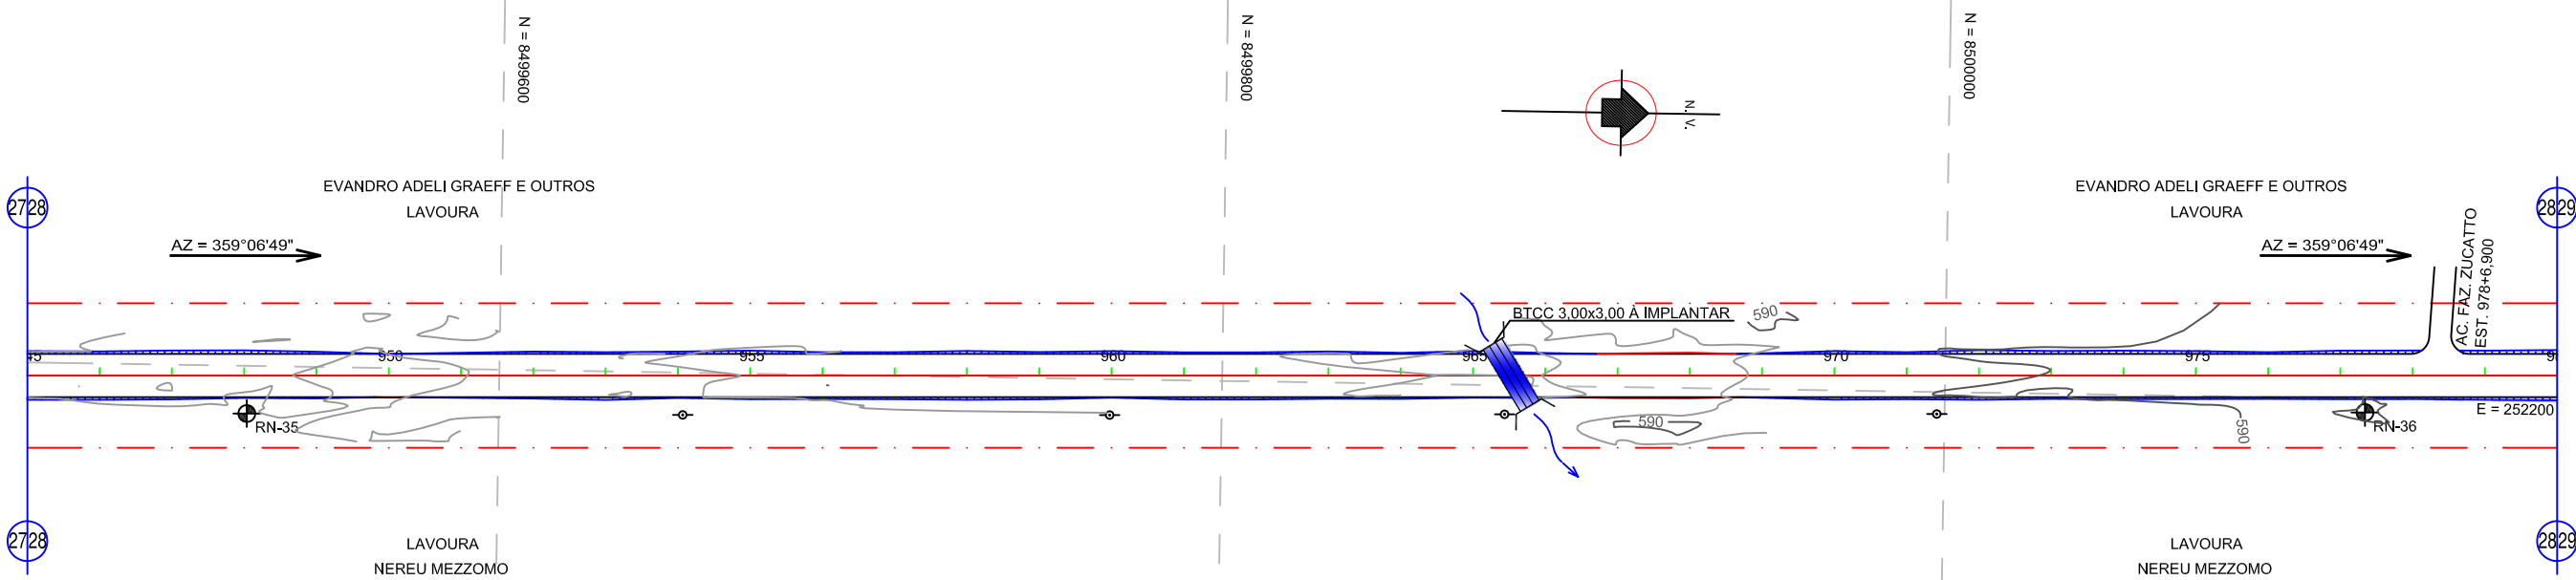 N = 8499600
N = 8499800
N = 8500000
N. V.
2728
EVANDRO ADELI GRAEFF E OUTROS
LAVOURA
EVANDRO ADELI GRAEFF E OUTROS
LAVOURA
2829
AZ = 359°06'49"
AZ = 359°06'49"
AC. FAZ. ZUCATTO
EST. 978+6,900
BTCC 3,00x3,00 À IMPLANTAR
590
45
950
955
960
965
970
975
E = 252200
RN-35
590
590
RN-36
2728
LAVOURA
NEREU MEZZOMO
LAVOURA
NEREU MEZZOMO
2829